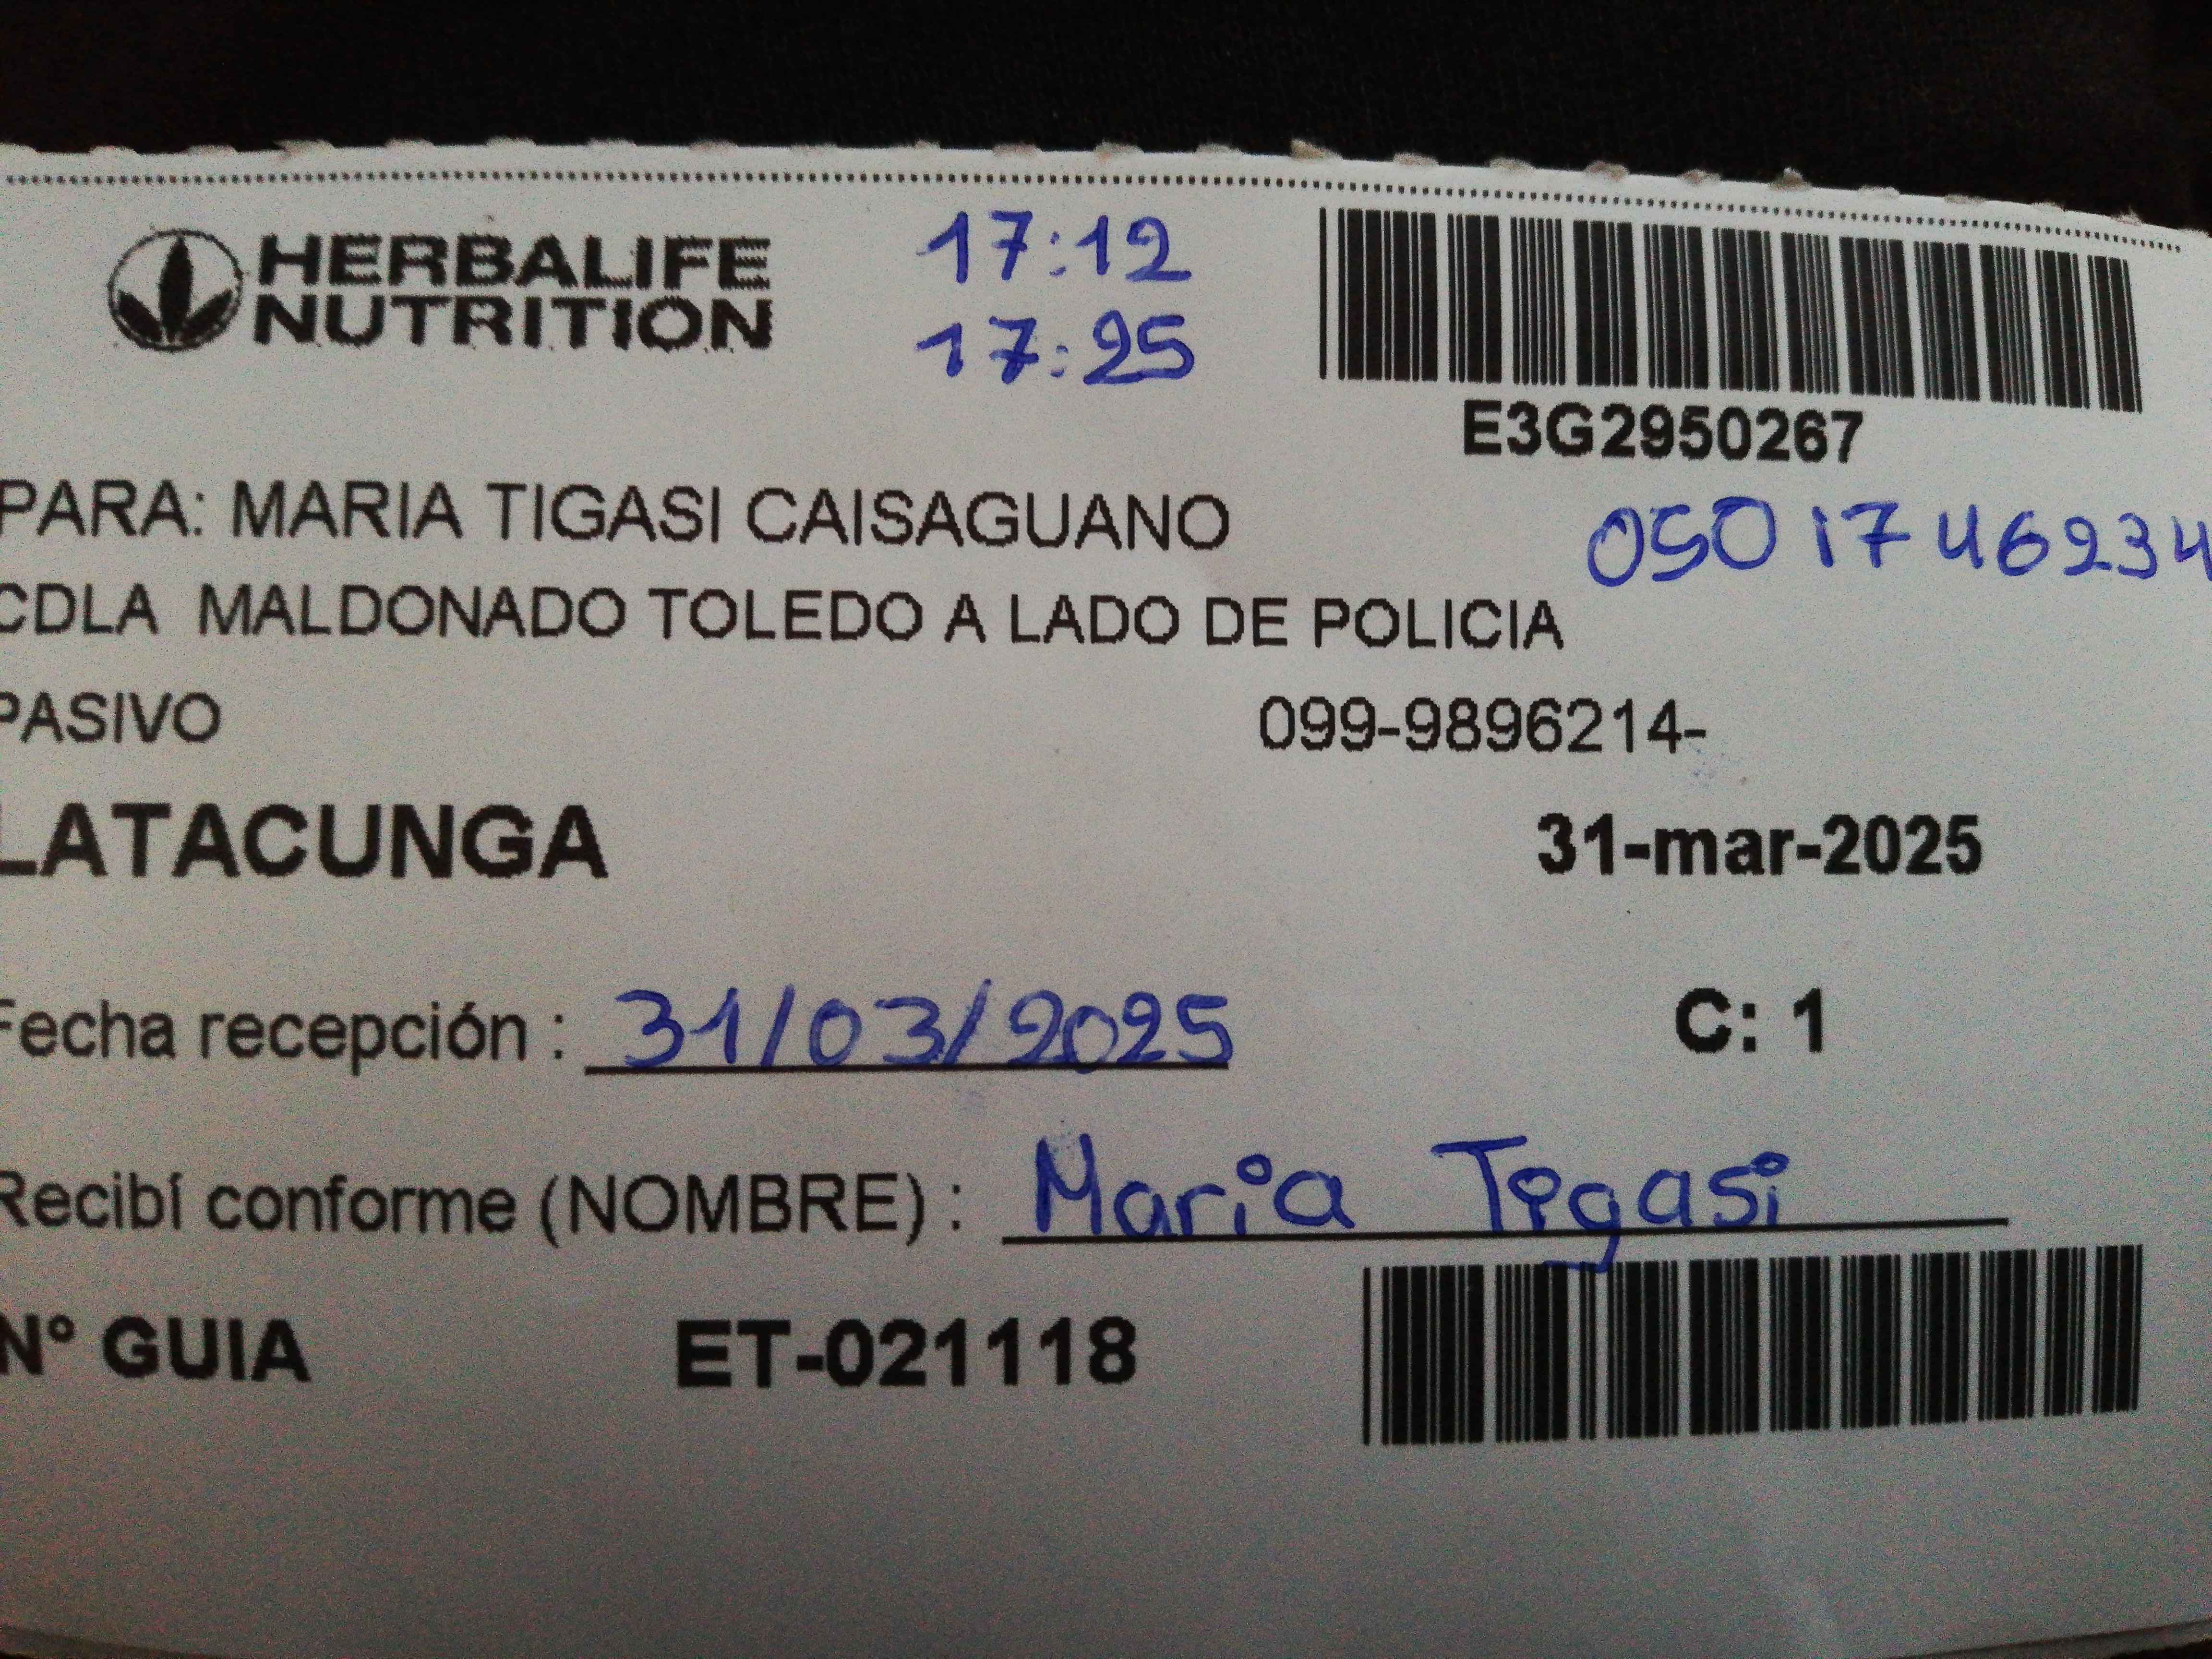 HERBALIFE
NUTRITION
17:12
17:25
E3G2950267
PARA: MARIA TIGASI CAISAGUANO
0501746234
CDLA MALDONADO TOLEDO A LADO DE POLICIA
PASIVO
099-9896214-
LATACUNGA
31-mar-2025
Fecha recepción : 31/03/2025
C: 1
Recibí conforme (NOMBRE) : Maria Tigasi
N° GUIA ET-021118